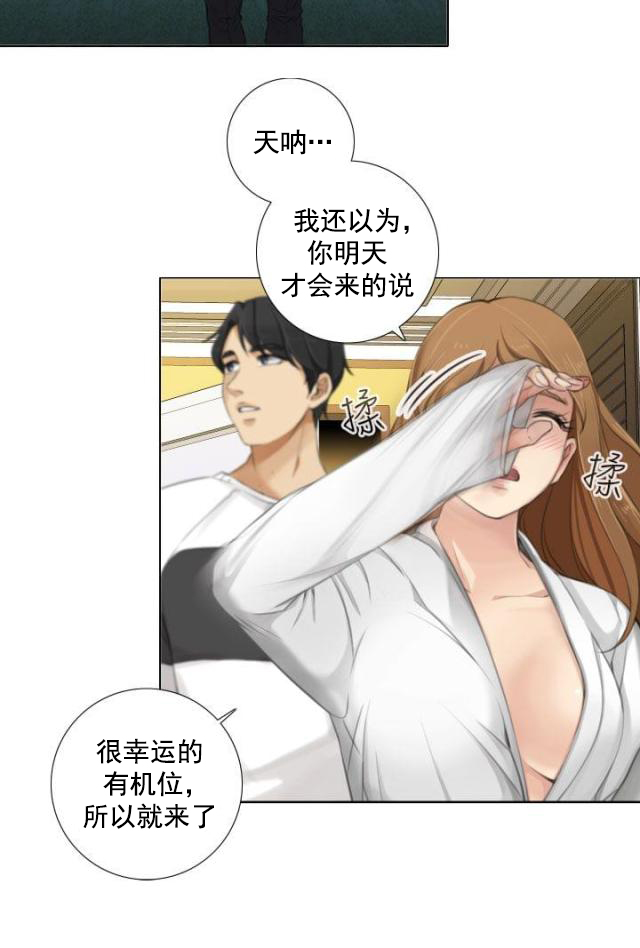 天呐…
我还以为，
你明天
才会来的说
揉
揉
很幸运的
有机位，
所以就来了